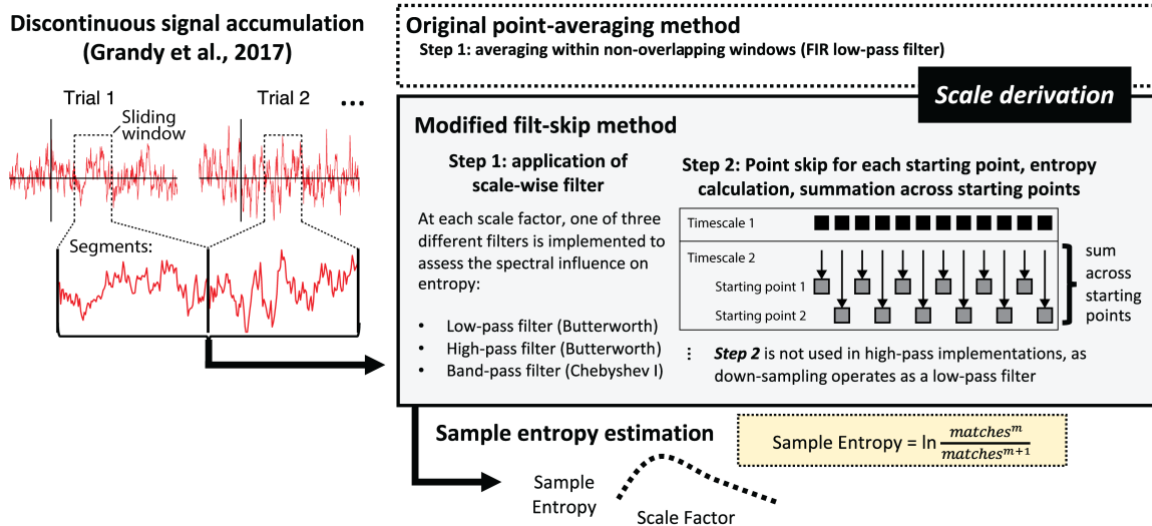 Discontinuous signal accumulation
(Grandy et al., 2017)
Trial 1
Trial 2
...
Sliding
window
Segments:
Original point-averaging method
Step 1: averaging within non-overlapping windows (FIR low-pass filter)
Scale derivation
Modified filt-skip method
Step 1: application of
scale-wise filter
At each scale factor, one of three
different filters is implemented to
assess the spectral influence on
entropy:
• Low-pass filter (Butterworth)
• High-pass filter (Butterworth)
• Band-pass filter (Chebyshev I)
Step 2: Point skip for each starting point, entropy
calculation, summation across starting points
Timescale 1
Timescale 2
Starting point 1
Starting point 2
sum
across
starting
points
⋮ Step 2 is not used in high-pass implementations, as
down-sampling operates as a low-pass filter
Sample entropy estimation
Sample Entropy = ln matches^m / matches^m+1
Sample
Entropy
Scale Factor